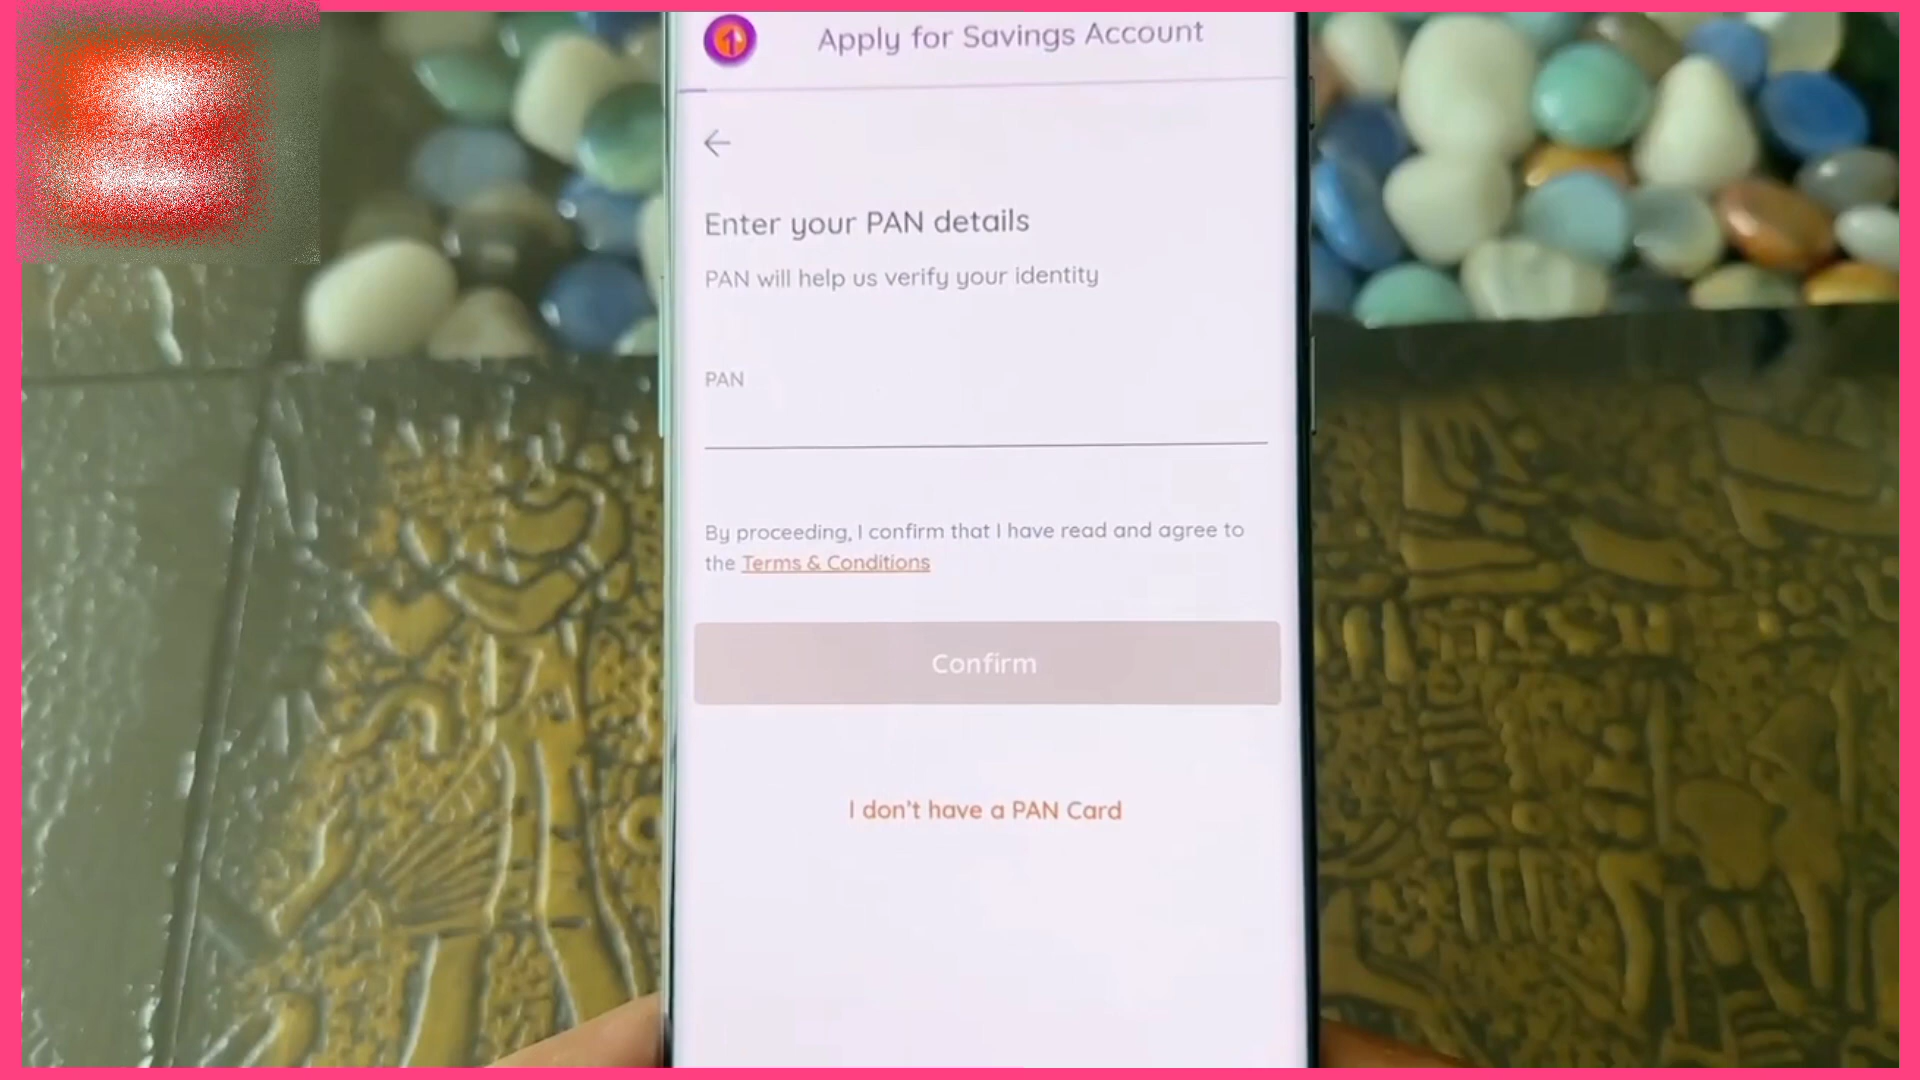 Apply for Savings Account
Enter your PAN details
PAN will help us verify your identity
PAN
By proceeding, I confirm that I have read and agree to
the Terms & Conditions
Confirm
I don't have a PAN Card